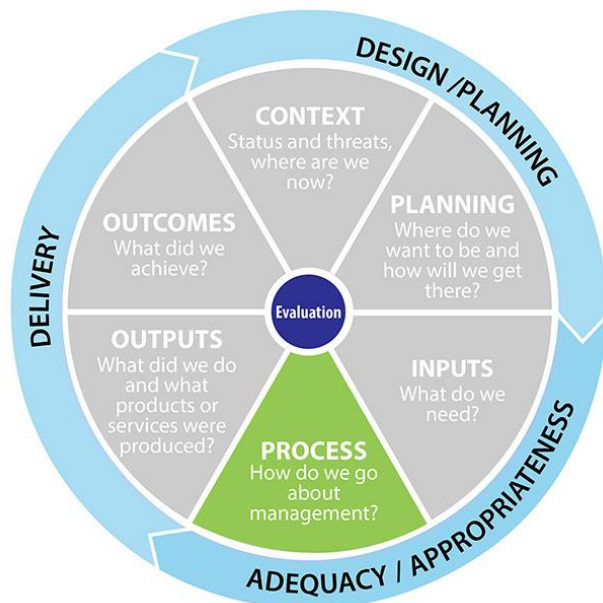 DESIGN /PLANNING
CONTEXT
Status and threats,
where are we
now?
PLANNING
Where do we
want to be and
how will we get
there?
INPUTS
What do we
need?
ADEQUACY / APPROPRIATENESS
PROCESS
How do we go
about
management?
OUTPUTS
What did we do
and what
products or
services were
produced?
OUTCOMES
What did we
achieve?
DELIVERY
Evaluation